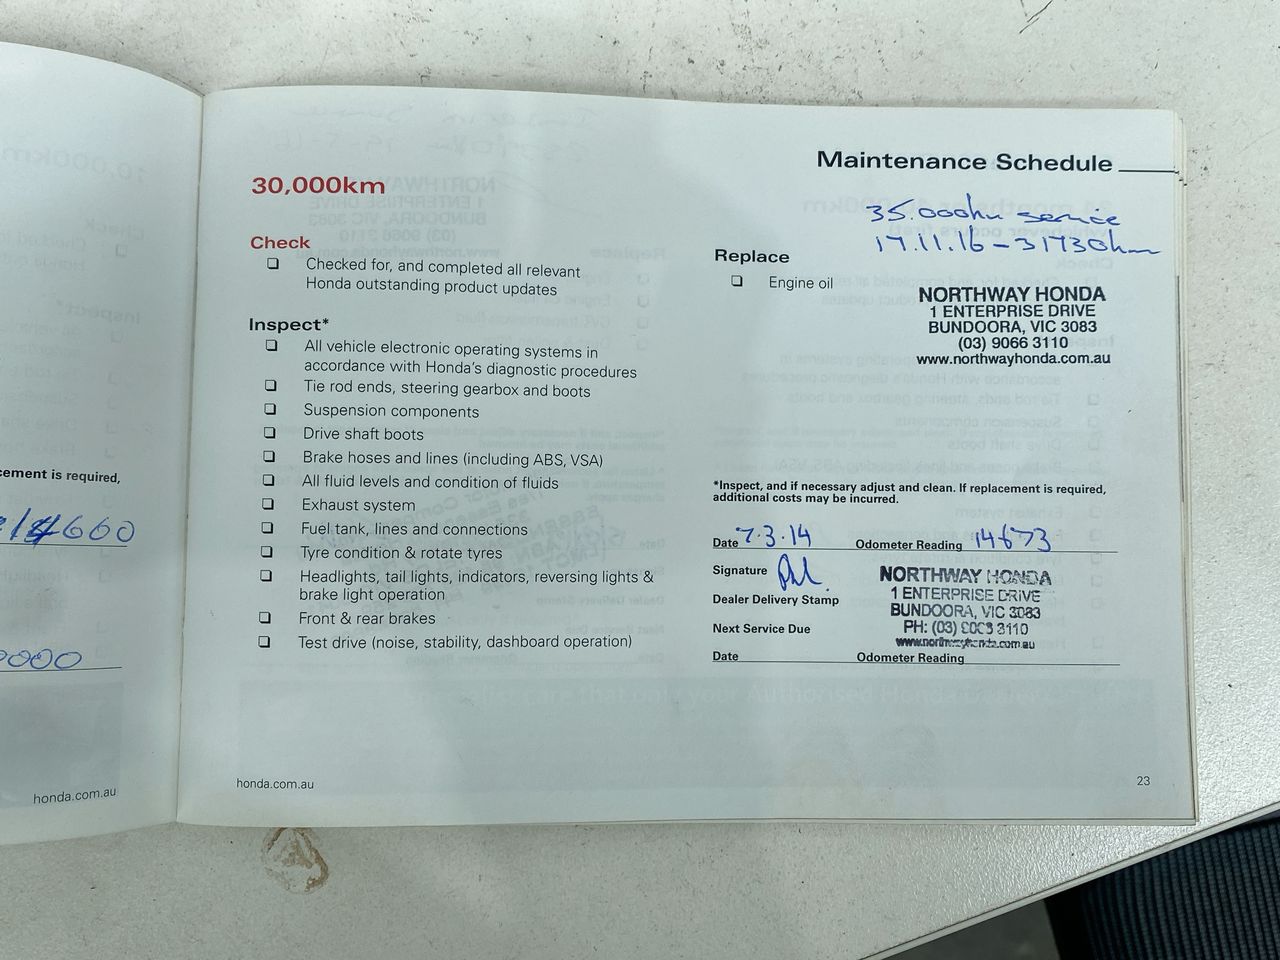 Maintenance Schedule
30,000km
35.000km service
17.11.16 - 31730km
Check
Checked for, and completed all relevant
Honda outstanding product updates
Inspect*
All vehicle electronic operating systems in
accordance with Honda's diagnostic procedures
Tie rod ends, steering gearbox and boots
Suspension components
Drive shaft boots
Brake hoses and lines (including ABS, VSA)
All fluid levels and condition of fluids
Exhaust system
Fuel tank, lines and connections
Tyre condition & rotate tyres
Headlights, tail lights, indicators, reversing lights &
brake light operation
Front & rear brakes
Test drive (noise, stability, dashboard operation)
Replace
Engine oil
NORTHWAY HONDA
1 ENTERPRISE DRIVE
BUNDOORA, VIC 3083
(03) 9066 3110
www.northwayhonda.com.au
*Inspect, and if necessary adjust and clean. If replacement is required,
additional costs may be incurred.
Date 7.3.14 Odometer Reading 14673
Signature
Dealer Delivery Stamp
NORTHWAY HONDA
1 ENTERPRISE DRIVE
BUNDOORA, VIC 3083
PH: (03) 9066 3110
www.northwayhonda.com.au
Next Service Due
Date Odometer Reading
honda.com.au
23
is required,
honda.com.au